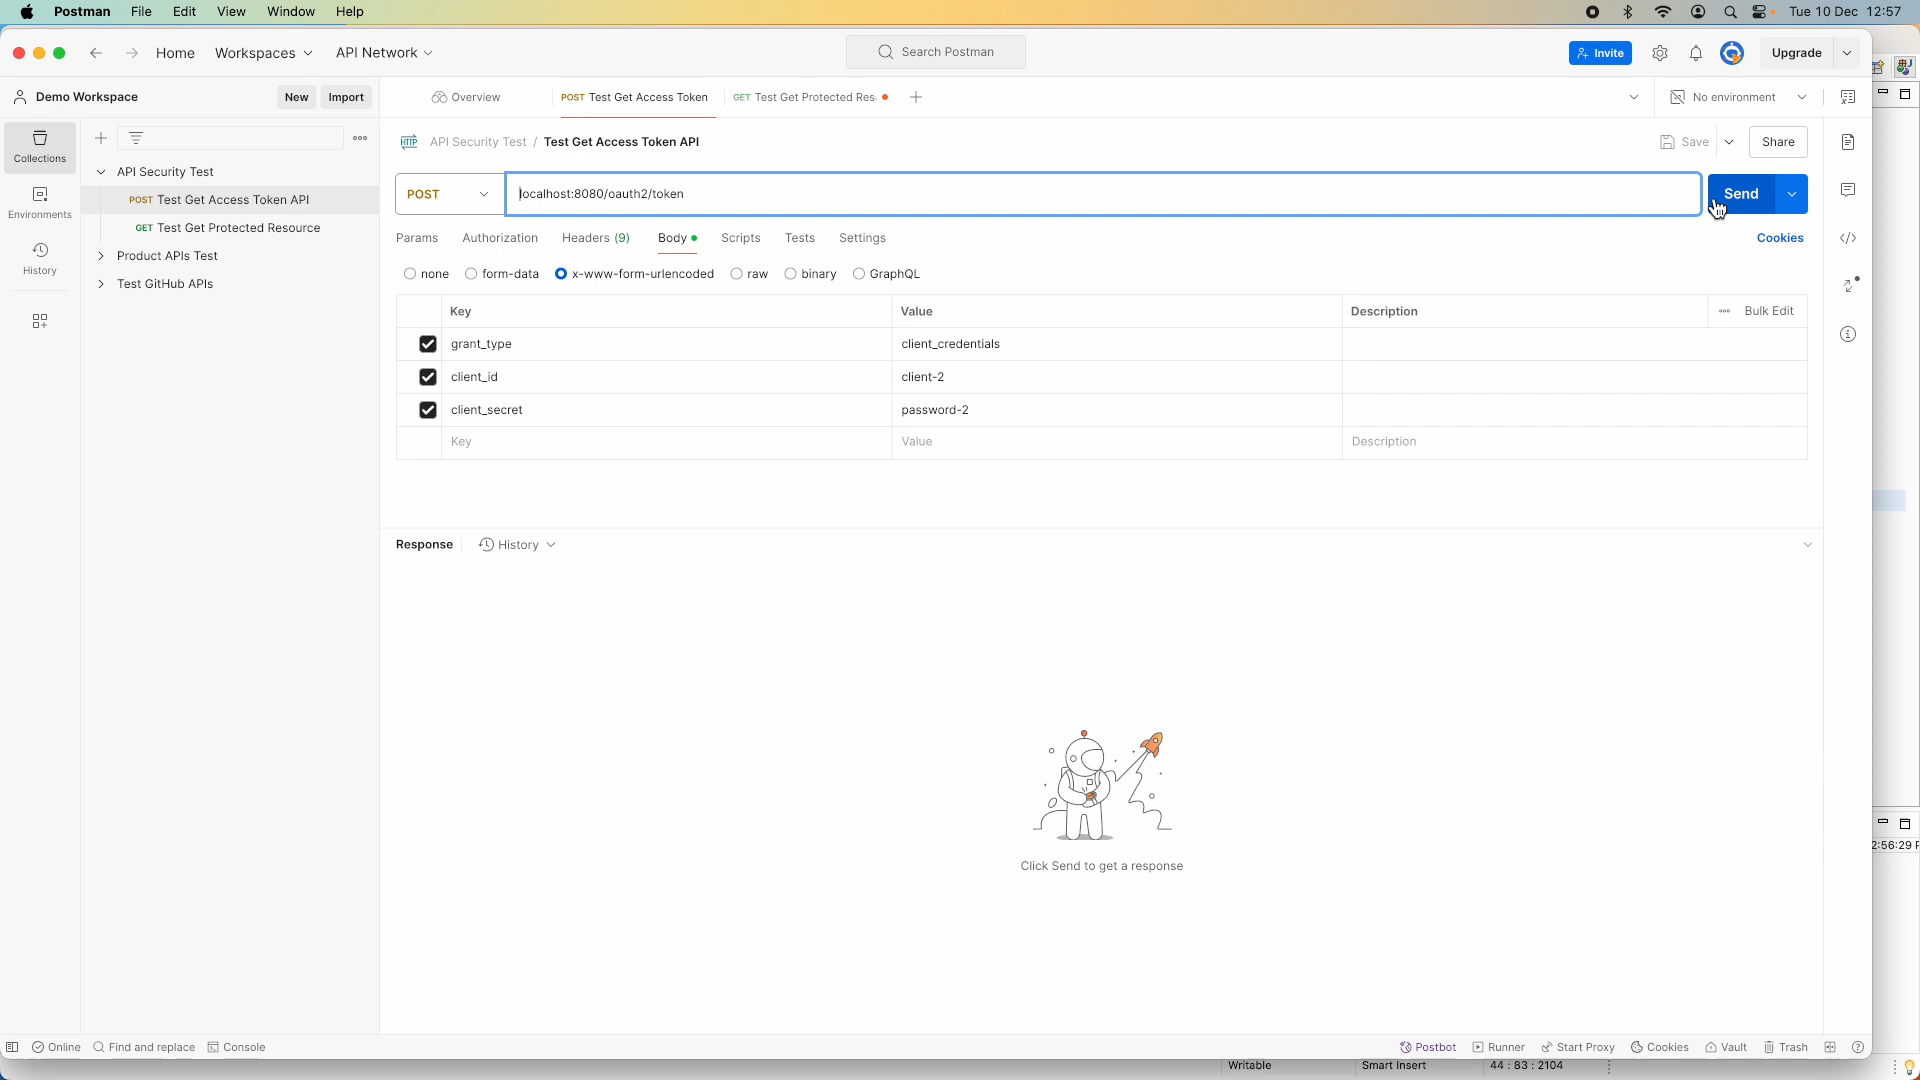 Postman File Edit View Window Help Tue 10 Dec 12:57
Home Workspaces API Network Search Postman Invite Upgrade
Demo Workspace New Import Overview POST Test Get Access Token GET Test Get Protected Res No environment
Collections
API Security Test / Test Get Access Token API Save Share
API Security Test
POST Test Get Access Token API
GET Test Get Protected Resource
Product APIs Test
Test GitHub APIs
Environments
History
POST localhost:8080/oauth2/token Send
Params Authorization Headers (9) Body Scripts Tests Settings Cookies
none form-data x-www-form-urlencoded raw binary GraphQL
Key Value Description Bulk Edit
grant_type client_credentials
client_id client-2
client_secret password-2
Key Value Description
Response History
Click Send to get a response
2:56:29
Online Find and replace Console Postbot Runner Start Proxy Cookies Vault Trash
Writable Smart Insert 44 : 83 : 2104